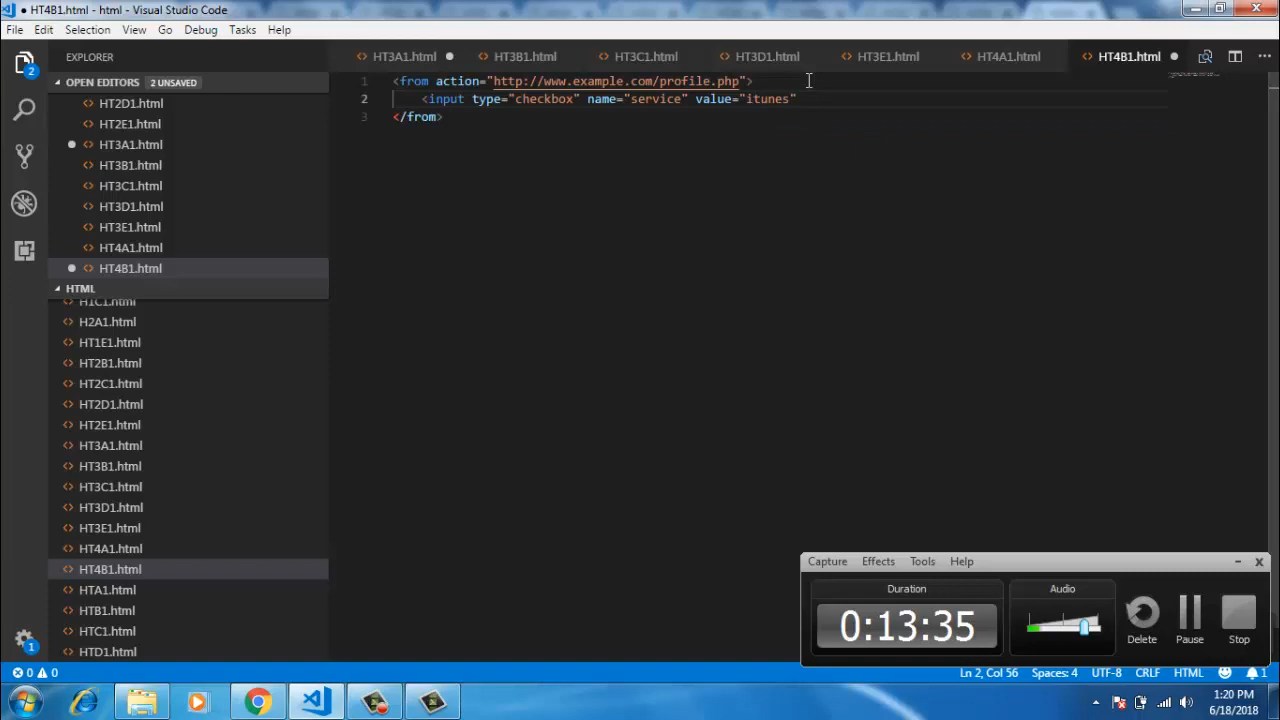 ● HT4B1.html - html - Visual Studio Code
File Edit Selection View Go Debug Tasks Help
EXPLORER
HT3A1.html ● HT3B1.html HT3C1.html HT3D1.html HT3E1.html HT4A1.html HT4B1.html ●
OPEN EDITORS 2 UNSAVED
HT2D1.html
HT2E1.html
HT3A1.html
HT3B1.html
HT3C1.html
HT3D1.html
HT3E1.html
HT4A1.html
HT4B1.html
HTML
H1C1.html
H2A1.html
HT1E1.html
HT2B1.html
HT2C1.html
HT2D1.html
HT2E1.html
HT3A1.html
HT3B1.html
HT3C1.html
HT3D1.html
HT3E1.html
HT4A1.html
HT4B1.html
HTA1.html
HTB1.html
HTC1.html
HTD1.html
1 <from action="http://www.example.com/profile.php">
2 <input type="checkbox" name="service" value="itunes"
3 </from>
Capture Effects Tools Help
Duration
0:13:35
Audio
Delete Pause Stop
2
1
0 0
Ln 2, Col 56 Spaces: 4 UTF-8 CRLF HTML 1
1:20 PM
6/18/2018